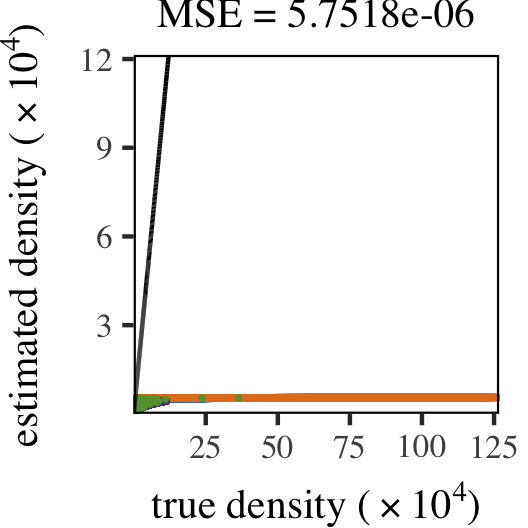 MSE = 5.7518e-06
estimated density ( × 10⁴)
12
9
6
3
25 50 75 100 125
true density ( × 10⁴)